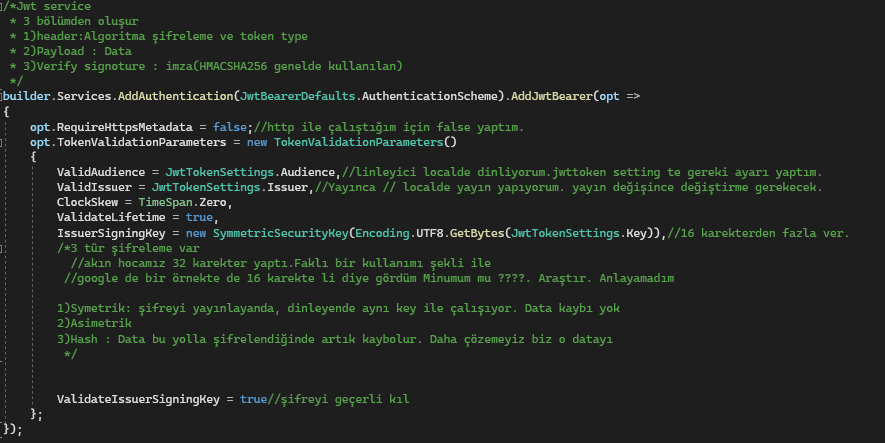 /*Jwt service
* 3 bölümden oluşur
* 1)header:Algoritma şifreleme ve token type
* 2)Payload : Data
* 3)Verify signoture : imza(HMACSHA256 genelde kullanılan)
*/
builder.Services.AddAuthentication(JwtBearerDefaults.AuthenticationScheme).AddJwtBearer(opt =>
{
opt.RequireHttpsMetadata = false;//http ile çalıştığım için false yaptım.
opt.TokenValidationParameters = new TokenValidationParameters()
{
ValidAudience = JwtTokenSettings.Audience,//linleyici localde dinliyorum.jwttoken setting te gereki ayarı yaptım.
ValidIssuer = JwtTokenSettings.Issuer,//Yayınca // localde yayın yapıyorum. yayın değişince değiştirme gerekecek.
ClockSkew = TimeSpan.Zero,
ValidateLifetime = true,
IssuerSigningKey = new SymmetricSecurityKey(Encoding.UTF8.GetBytes(JwtTokenSettings.Key)),//16 karekterden fazla ver.
/*3 tür şifreleme var
//akın hocamız 32 karekter yaptı.Faklı bir kullanımı şekli ile
//google de bir örnekte de 16 karekte li diye gördüm Minumum mu ????. Araştır. Anlayamadım
1)Symetrik: şifreyi yayınlayanda, dinleyende aynı key ile çalışıyor. Data kaybı yok
2)Asimetrik
3)Hash : Data bu yolla şifrelendiğinde artık kaybolur. Daha çözemeyiz biz o datayı
*/
ValidateIssuerSigningKey = true//şifreyi geçerli kıl
};
});